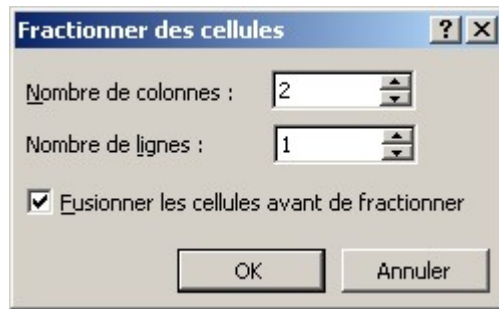 Fractionner des cellules
Nombre de colonnes : 2
Nombre de lignes : 1
Fusionner les cellules avant de fractionner
OK Annuler